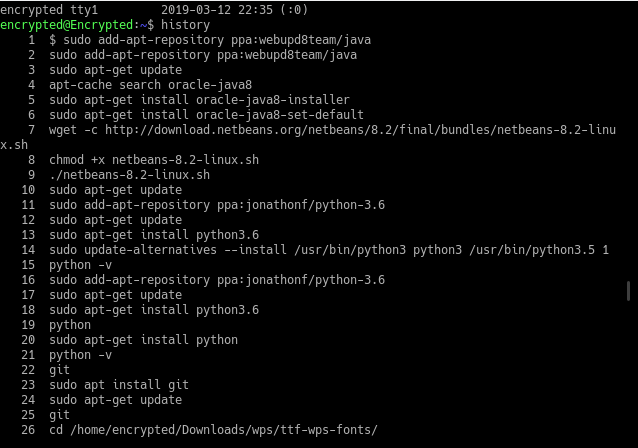 encrypted tty1         2019-03-12 22:35 (:0)
encrypted@Encrypted:~$ history
    1  $ sudo add-apt-repository ppa:webupd8team/java
    2  sudo add-apt-repository ppa:webupd8team/java
    3  sudo apt-get update
    4  apt-cache search oracle-java8
    5  sudo apt-get install oracle-java8-installer
    6  sudo apt-get install oracle-java8-set-default
    7  wget -c http://download.netbeans.org/netbeans/8.2/final/bundles/netbeans-8.2-linu
x.sh
    8  chmod +x netbeans-8.2-linux.sh
    9  ./netbeans-8.2-linux.sh
   10  sudo apt-get update
   11  sudo add-apt-repository ppa:jonathonf/python-3.6
   12  sudo apt-get update
   13  sudo apt-get install python3.6
   14  sudo update-alternatives --install /usr/bin/python3 python3 /usr/bin/python3.5 1
   15  python -v
   16  sudo add-apt-repository ppa:jonathonf/python-3.6
   17  sudo apt-get update
   18  sudo apt-get install python3.6
   19  python
   20  sudo apt-get install python
   21  python -v
   22  git
   23  sudo apt install git
   24  sudo apt-get update
   25  git
   26  cd /home/encrypted/Downloads/wps/ttf-wps-fonts/